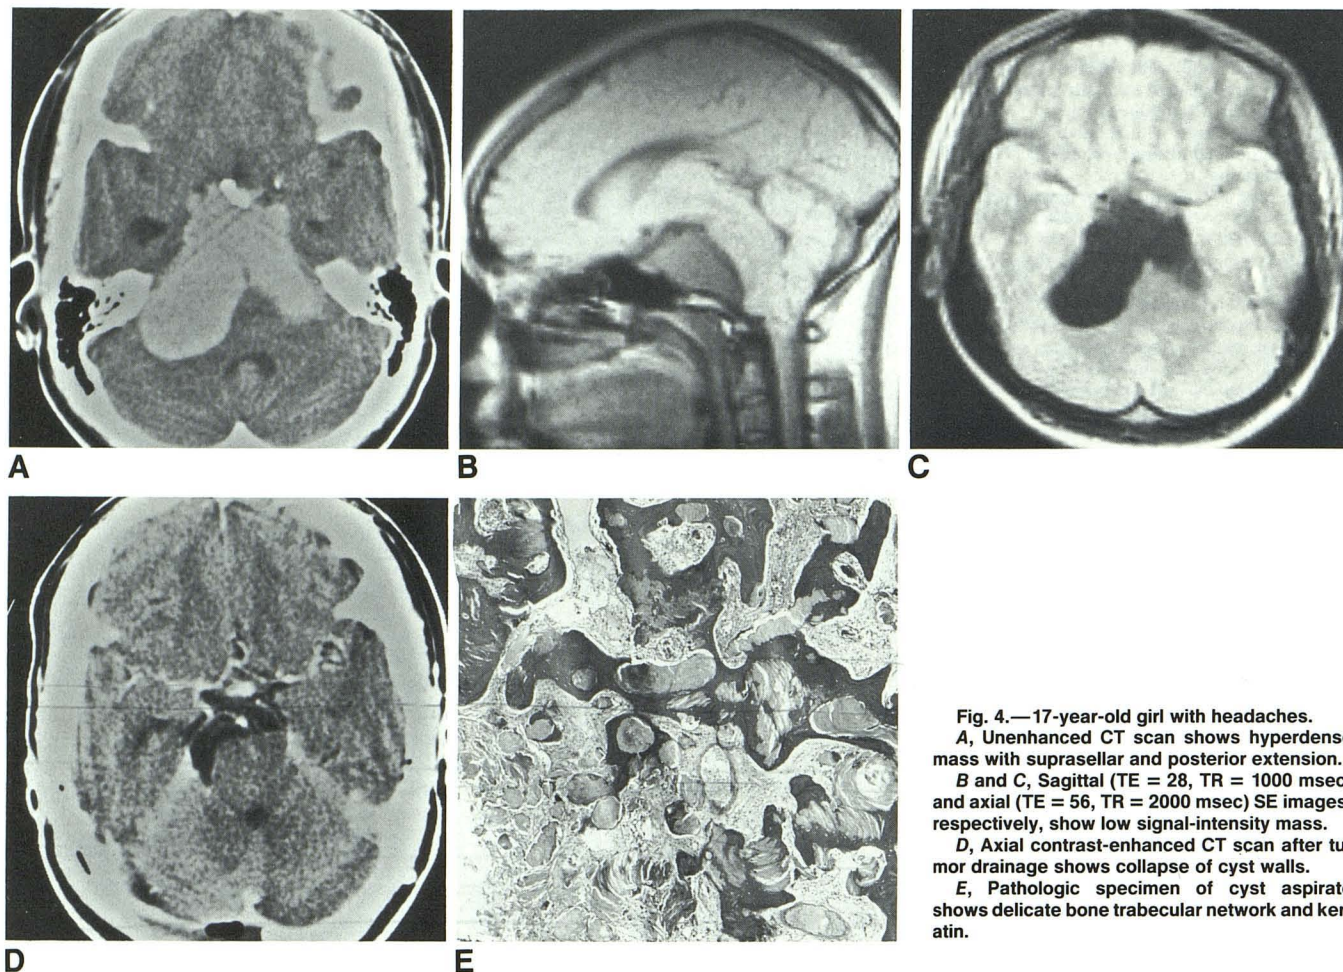 A
B
C
D
E
Fig. 4.—17-year-old girl with headaches.
A, Unenhanced CT scan shows hyperdense
mass with suprasellar and posterior extension.
B and C, Sagittal (TE = 28, TR = 1000 msec
and axial (TE = 56, TR = 2000 msec) SE images
respectively, show low signal-intensity mass.
D, Axial contrast-enhanced CT scan after tu-
mor drainage shows collapse of cyst walls.
E, Pathologic specimen of cyst aspirate
shows delicate bone trabecular network and ker-
atin.